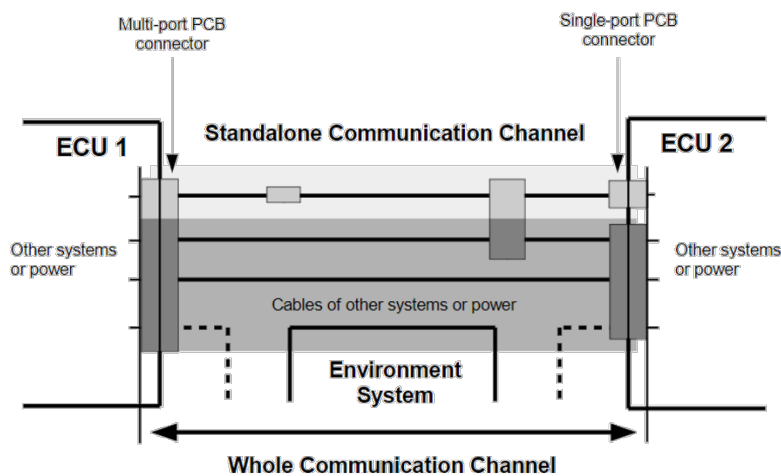 Multi-port PCB
connector
Single-port PCB
connector
ECU 1
Standalone Communication Channel
ECU 2
Other systems
or power
Other systems
or power
Cables of other systems or power
Environment
System
Whole Communication Channel